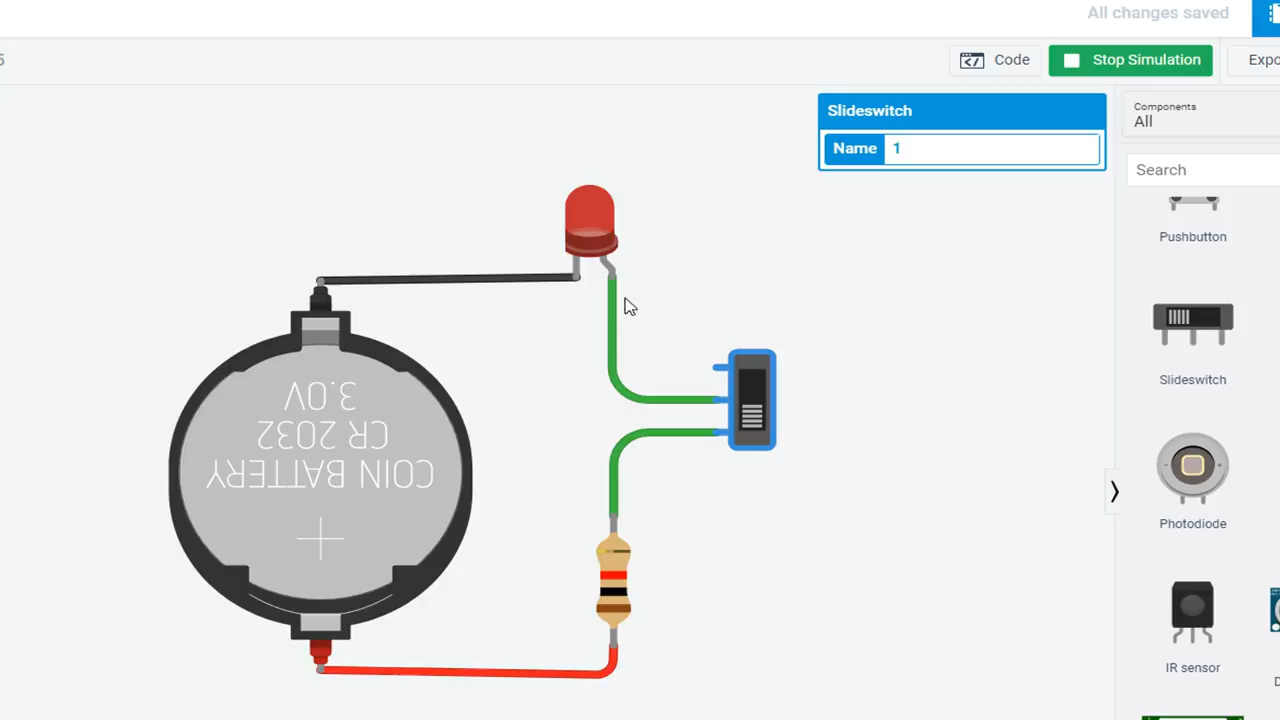 All changes saved
5
Code
Stop Simulation
Expo
Slideswitch
Name 1
Components
All
Search
Pushbutton
Slideswitch
Photodiode
IR sensor
COIN BATTERY
CR 2032
3.0V